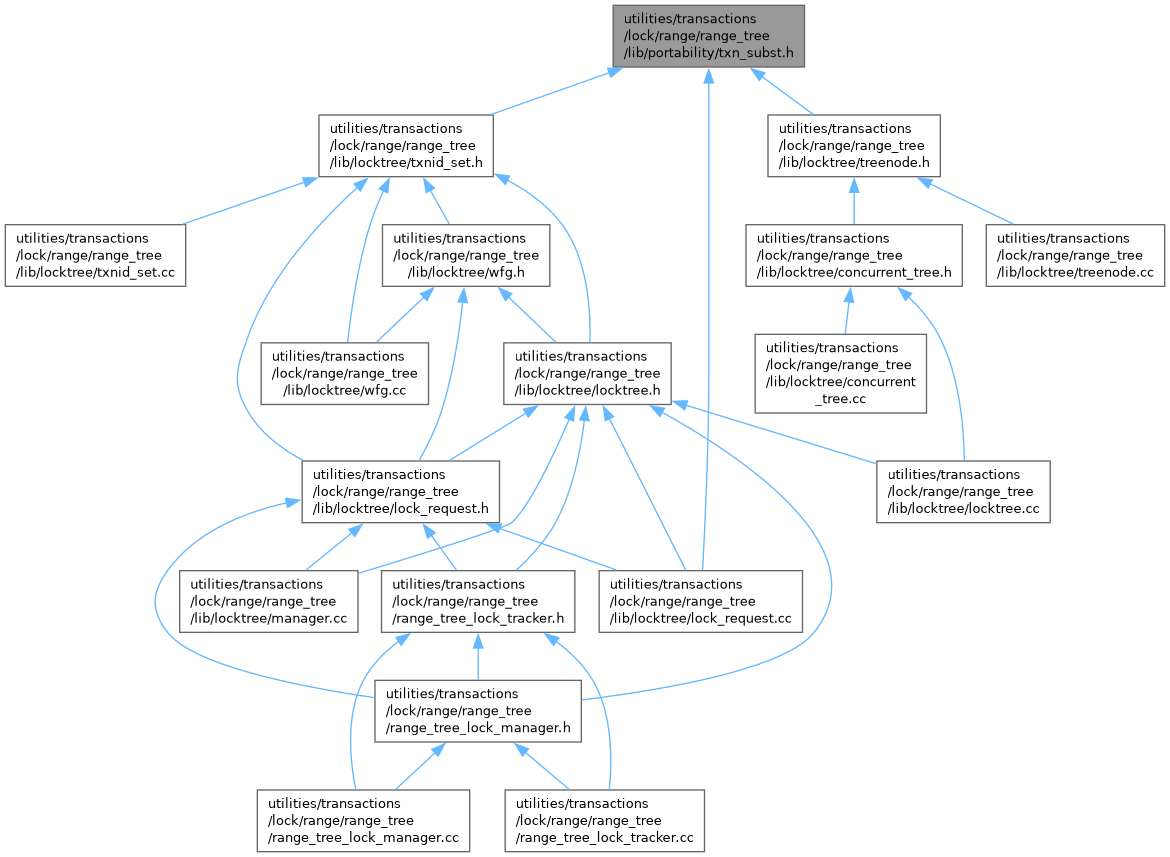 utilities/transactions
/lock/range/range_tree
/lib/portability/txn_subst.h
utilities/transactions
/lock/range/range_tree
/lib/locktree/txnid_set.h
utilities/transactions
/lock/range/range_tree
/lib/locktree/treenode.h
utilities/transactions
/lock/range/range_tree
/lib/locktree/txnid_set.cc
utilities/transactions
/lock/range/range_tree
/lib/locktree/wfg.h
utilities/transactions
/lock/range/range_tree
/lib/locktree/concurrent_tree.h
utilities/transactions
/lock/range/range_tree
/lib/locktree/treenode.cc
utilities/transactions
/lock/range/range_tree
/lib/locktree/wfg.cc
utilities/transactions
/lock/range/range_tree
/lib/locktree/locktree.h
utilities/transactions
/lock/range/range_tree
/lib/locktree/concurrent
_tree.cc
utilities/transactions
/lock/range/range_tree
/lib/locktree/lock_request.h
utilities/transactions
/lock/range/range_tree
/lib/locktree/locktree.cc
utilities/transactions
/lock/range/range_tree
/lib/locktree/manager.cc
utilities/transactions
/lock/range/range_tree
/range_tree_lock_tracker.h
utilities/transactions
/lock/range/range_tree
/lib/locktree/lock_request.cc
utilities/transactions
/lock/range/range_tree
/range_tree_lock_manager.h
utilities/transactions
/lock/range/range_tree
/range_tree_lock_manager.cc
utilities/transactions
/lock/range/range_tree
/range_tree_lock_tracker.cc